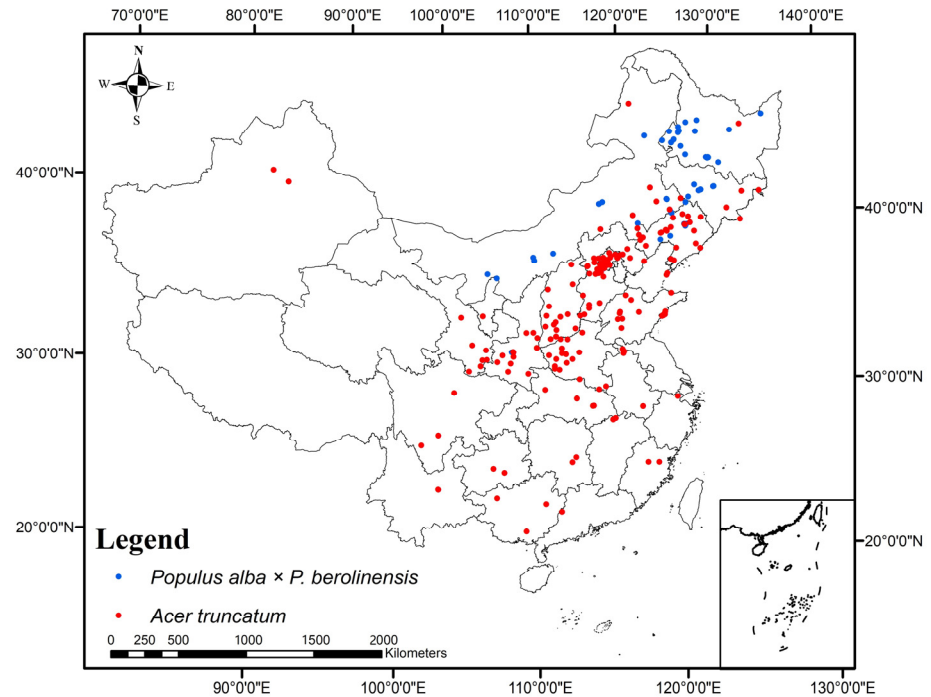 70°0'0"E 80°0'0"E 90°0'0"E 100°0'0"E 110°0'0"E 120°0'0"E 130°0'0"E 140°0'0"E
N
W E
S
40°0'0"N
40°0'0"N
30°0'0"N
30°0'0"N
20°0'0"N
20°0'0"N
Legend
Populus alba × P. berolinensis
Acer truncatum
0 250 500 1000 1500 2000
Kilometers
90°0'0"E 100°0'0"E 110°0'0"E 120°0'0"E 130°0'0"E